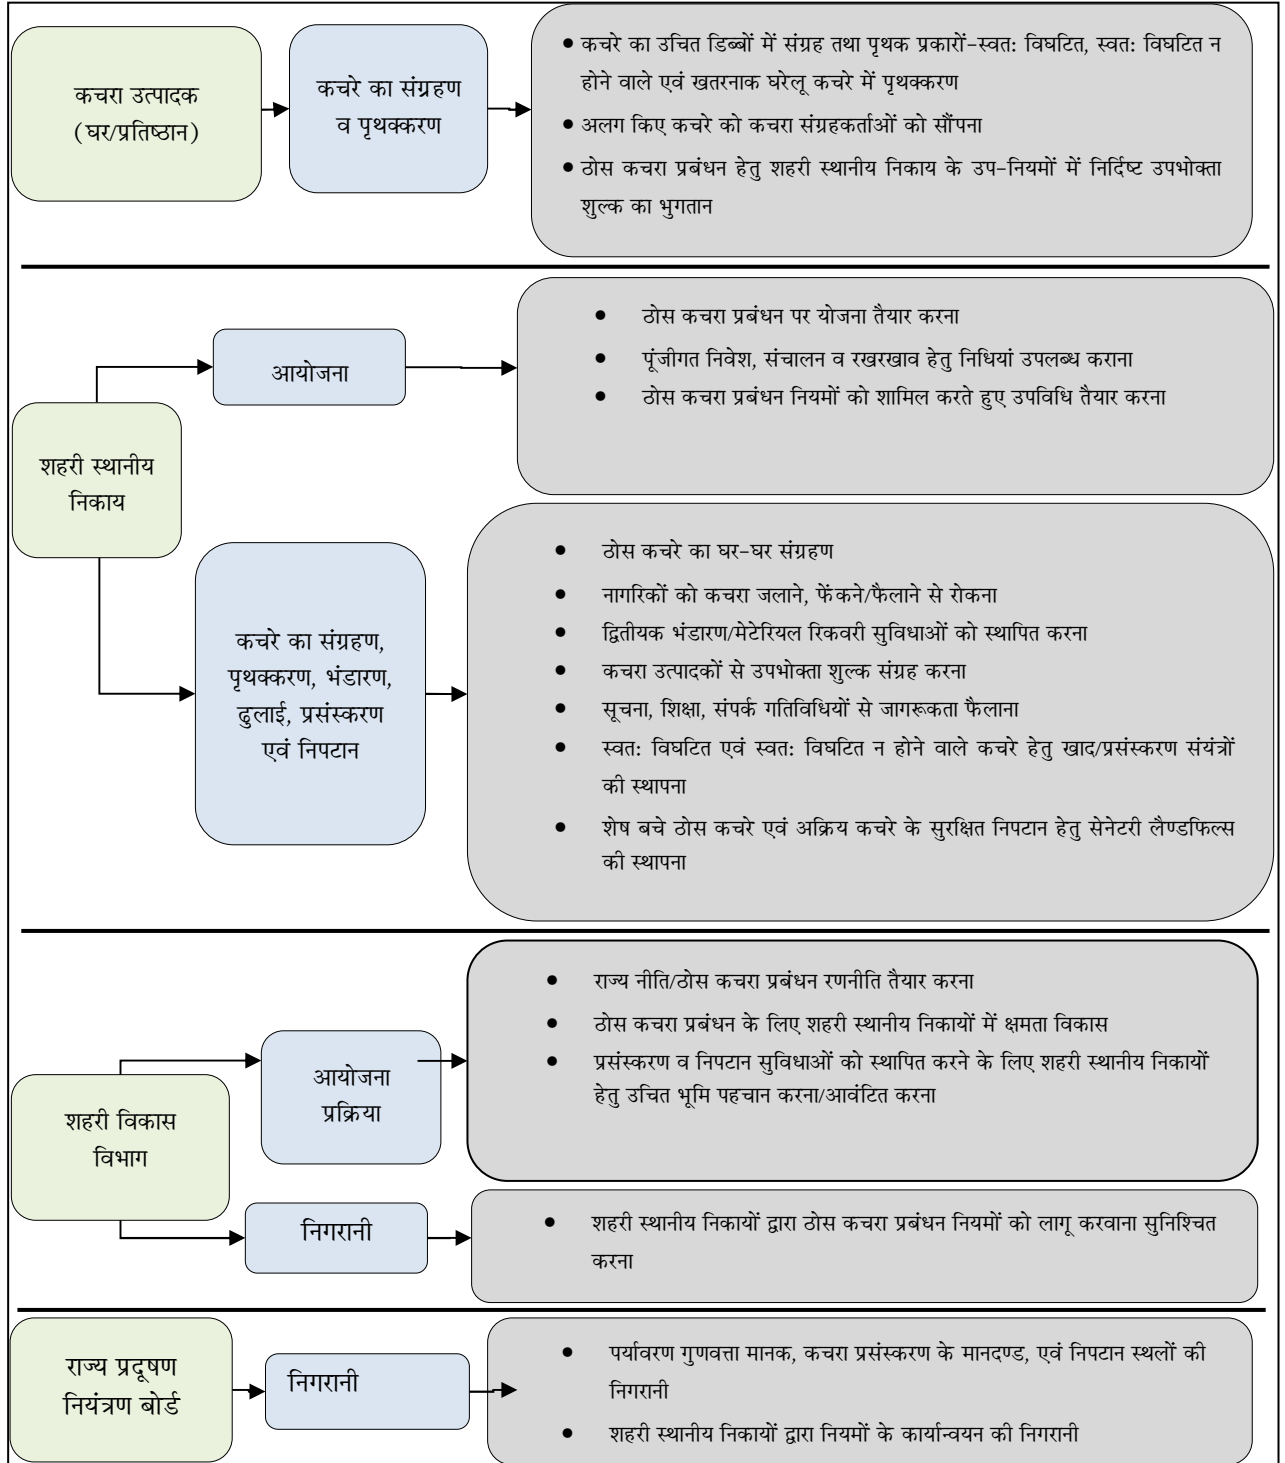 कचरा उत्पादक
(घर/प्रतिष्ठान)
कचरे का संग्रहण
व पृथक्करण
● कचरे का उचित डिब्बों में संग्रह तथा पृथक प्रकारों-स्वत: विघटित, स्वत: विघटित न
होने वाले एवं खतरनाक घरेलू कचरे में पृथक्करण
● अलग किए कचरे को कचरा संग्रहकर्ताओं को सौंपना
● ठोस कचरा प्रबंधन हेतु शहरी स्थानीय निकाय के उप-नियमों में निर्दिष्ट उपभोक्ता
शुल्क का भुगतान
शहरी स्थानीय
निकाय
आयोजना
● ठोस कचरा प्रबंधन पर योजना तैयार करना
● पूंजीगत निवेश, संचालन व रखरखाव हेतु निधियां उपलब्ध कराना
● ठोस कचरा प्रबंधन नियमों को शामिल करते हुए उपविधि तैयार करना
कचरे का संग्रहण,
पृथक्करण, भंडारण,
ढुलाई, प्रसंस्करण
एवं निपटान
● ठोस कचरे का घर-घर संग्रहण
● नागरिकों को कचरा जलाने, फेंकने/फैलाने से रोकना
● द्वितीयक भंडारण/मेटेरियल रिकवरी सुविधाओं को स्थापित करना
● कचरा उत्पादकों से उपभोक्ता शुल्क संग्रह करना
● सूचना, शिक्षा, संपर्क गतिविधियों से जागरूकता फैलाना
● स्वत: विघटित एवं स्वत: विघटित न होने वाले कचरे हेतु खाद/प्रसंस्करण संयंत्रों
की स्थापना
● शेष बचे ठोस कचरे एवं अक्रिय कचरे के सुरक्षित निपटान हेतु सेनेटरी लैण्डफिल्स
की स्थापना
शहरी विकास
विभाग
आयोजना
प्रक्रिया
● राज्य नीति/ठोस कचरा प्रबंधन रणनीति तैयार करना
● ठोस कचरा प्रबंधन के लिए शहरी स्थानीय निकायों में क्षमता विकास
● प्रसंस्करण व निपटान सुविधाओं को स्थापित करने के लिए शहरी स्थानीय निकायों
हेतु उचित भूमि पहचान करना/आवंटित करना
निगरानी
● शहरी स्थानीय निकायों द्वारा ठोस कचरा प्रबंधन नियमों को लागू करवाना सुनिश्चित
करना
राज्य प्रदूषण
नियंत्रण बोर्ड
निगरानी
● पर्यावरण गुणवत्ता मानक, कचरा प्रसंस्करण के मानदण्ड, एवं निपटान स्थलों की
निगरानी
● शहरी स्थानीय निकायों द्वारा नियमों के कार्यान्वयन की निगरानी